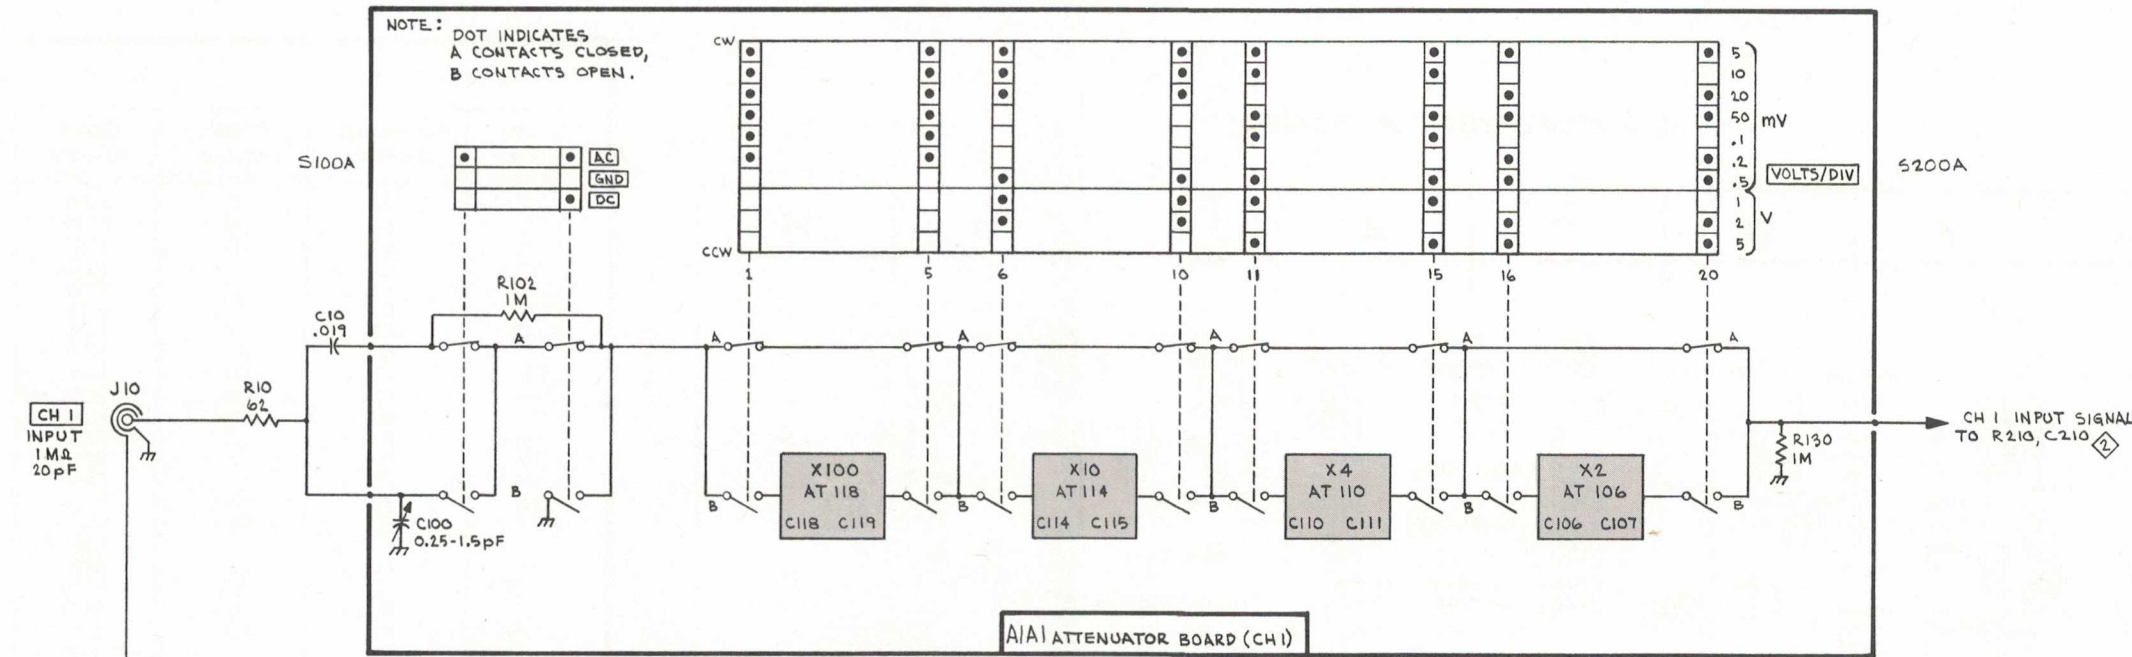 NOTE:
DOT INDICATES
A CONTACTS CLOSED,
B CONTACTS OPEN.
CW
CCW
5
10
20
50
mV
.1
.2
.5
1
2
5
V
VOLTS/DIV
S200A
S100A
AC
GND
DC
1
5
6
10
11
15
16
20
R102
1M
C10
.019
A
A
A
A
A
A
J10
R10
62
CH 1
INPUT
1MΩ
20pF
B
C100
0.25-1.5pF
B
B
B
B
B
X100
AT 118
C118 C119
X10
AT 114
C114 C115
X4
AT 110
C110 C111
X2
AT 106
C106 C107
R130
1M
CH 1 INPUT SIGNAL
TO R210, C210 2
A1A1 ATTENUATOR BOARD (CH1)